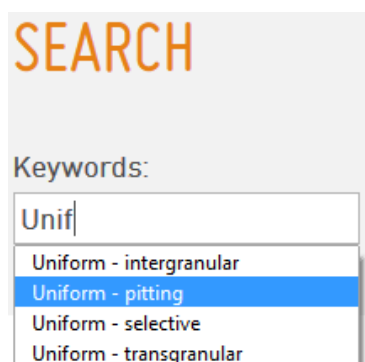 SEARCH
Keywords:
Unif
Uniform - intergranular
Uniform - pitting
Uniform - selective
Uniform - transgranular